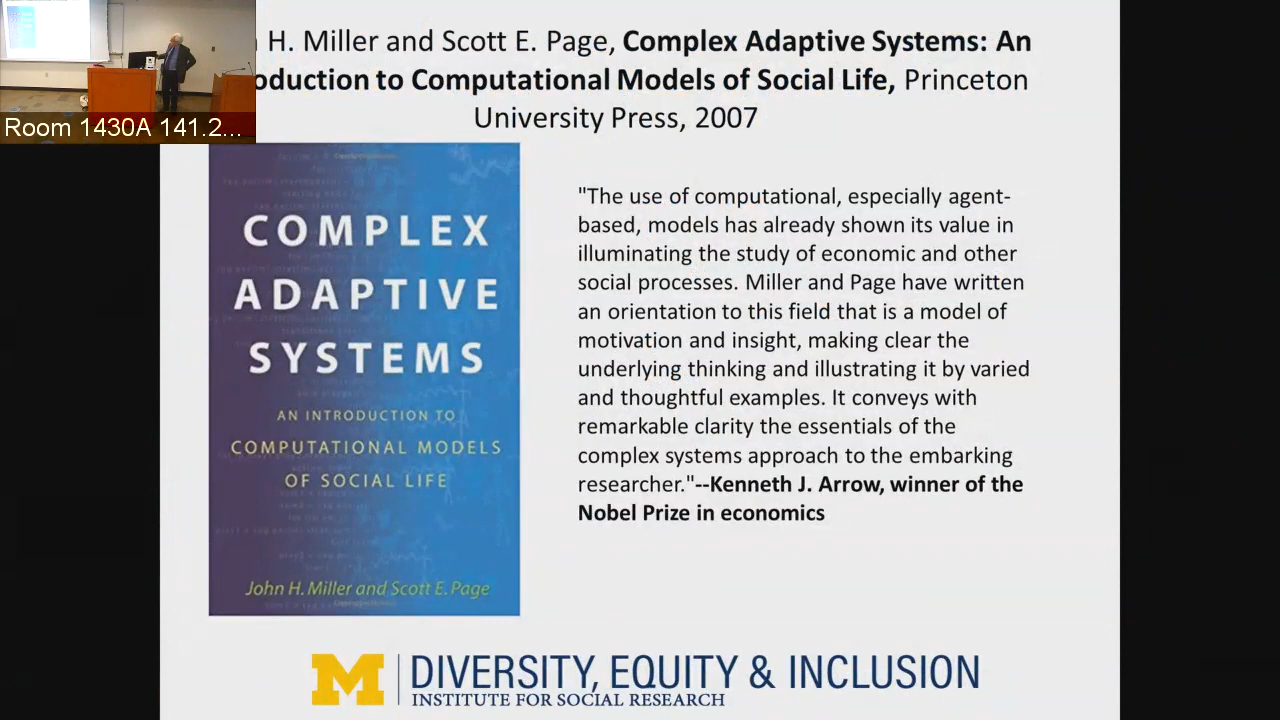 H. Miller and Scott E. Page, Complex Adaptive Systems: An
oduction to Computational Models of Social Life, Princeton
University Press, 2007
Room 1430A 141.2...
COMPLEX
ADAPTIVE
SYSTEMS
AN INTRODUCTION TO
COMPUTATIONAL MODELS
OF SOCIAL LIFE
John H. Miller and Scott E. Page
"The use of computational, especially agent-
based, models has already shown its value in
illuminating the study of economic and other
social processes. Miller and Page have written
an orientation to this field that is a model of
motivation and insight, making clear the
underlying thinking and illustrating it by varied
and thoughtful examples. It conveys with
remarkable clarity the essentials of the
complex systems approach to the embarking
researcher."--Kenneth J. Arrow, winner of the
Nobel Prize in economics
M DIVERSITY, EQUITY & INCLUSION
INSTITUTE FOR SOCIAL RESEARCH